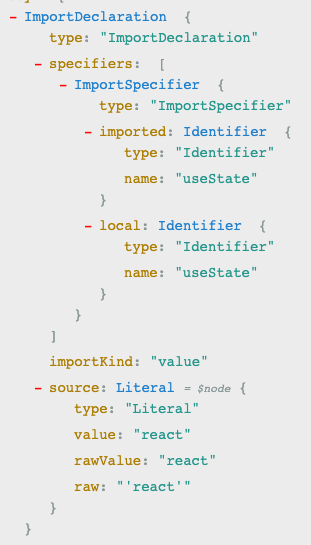 - ImportDeclaration {
type: "ImportDeclaration"
- specifiers: [
- ImportSpecifier {
type: "ImportSpecifier"
- imported: Identifier {
type: "Identifier"
name: "useState"
}
- local: Identifier {
type: "Identifier"
name: "useState"
}
}
]
importKind: "value"
- source: Literal = $node {
type: "Literal"
value: "react"
rawValue: "react"
raw: "'react'"
}
}